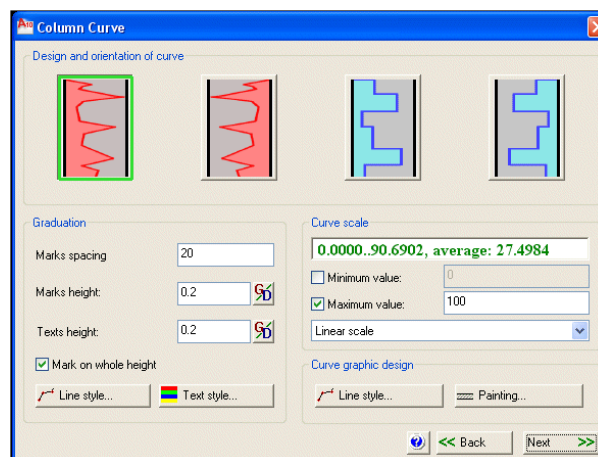 A10 Column Curve
Design and orientation of curve
Graduation
Marks spacing 20
Marks height: 0.2 G/D
Texts height: 0.2 G/D
Mark on whole height
Line style... Text style...
Curve scale
0.0000..90.6902, average: 27.4984
Minimum value: 0
Maximum value: 100
Linear scale
Curve graphic design
Line style... Painting...
? << Back Next >>